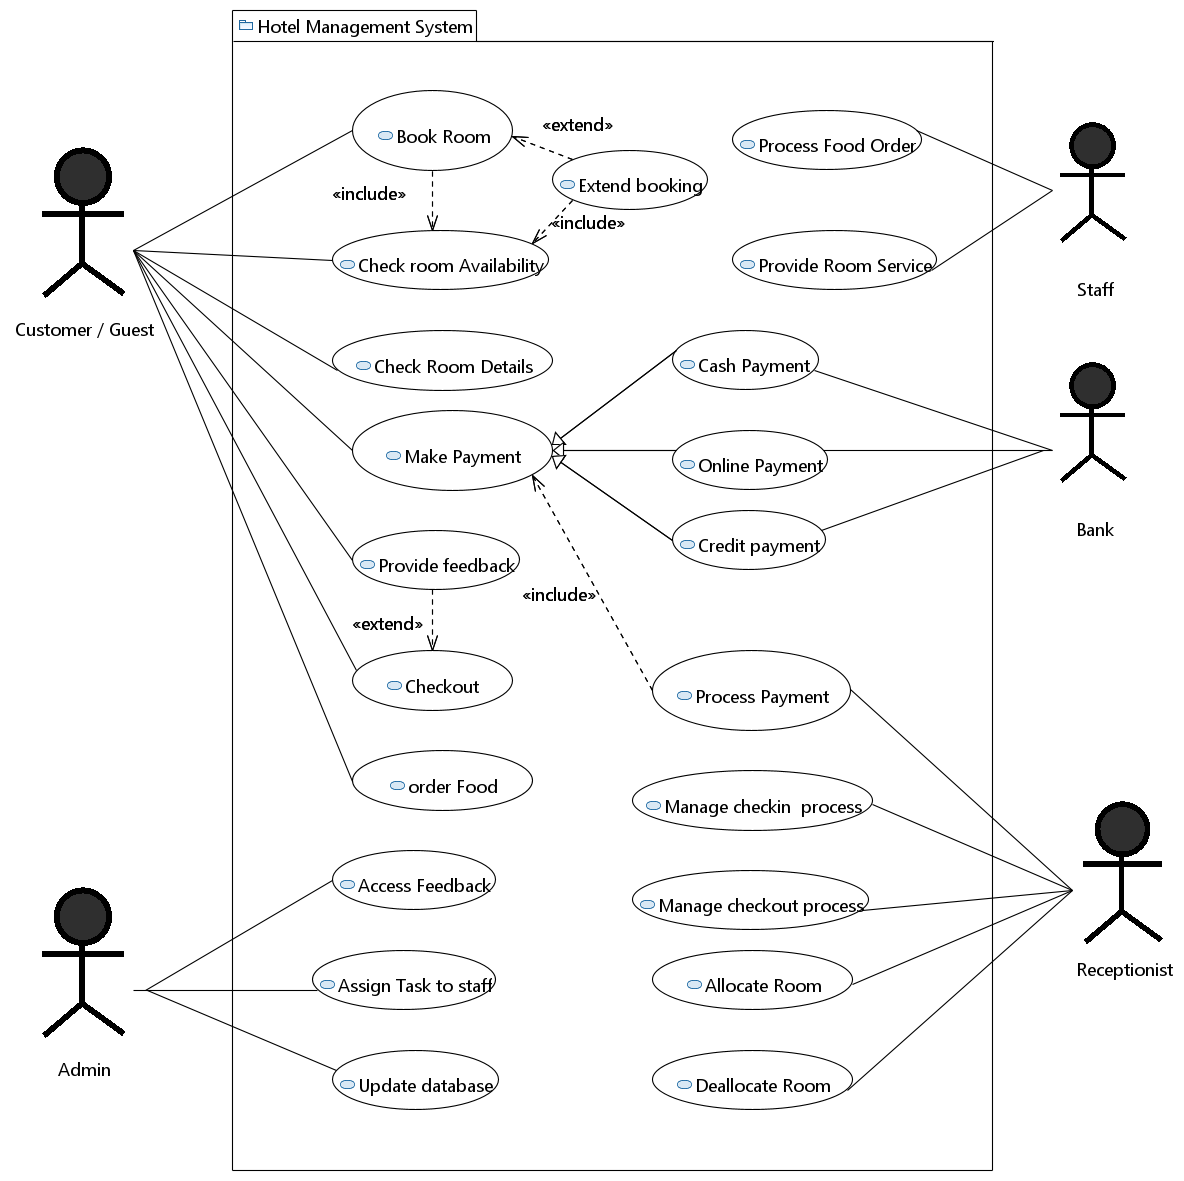 Hotel Management System
Book Room
«extend»
Process Food Order
Extend booking
«include»
«include»
Check room Availability
Provide Room Service
Staff
Customer / Guest
Check Room Details
Cash Payment
Make Payment
Online Payment
Bank
Credit payment
Provide feedback
«include»
«extend»
Checkout
Process Payment
order Food
Manage checkin  process
Access Feedback
Manage checkout process
Receptionist
Assign Task to staff
Allocate Room
Admin
Update database
Deallocate Room